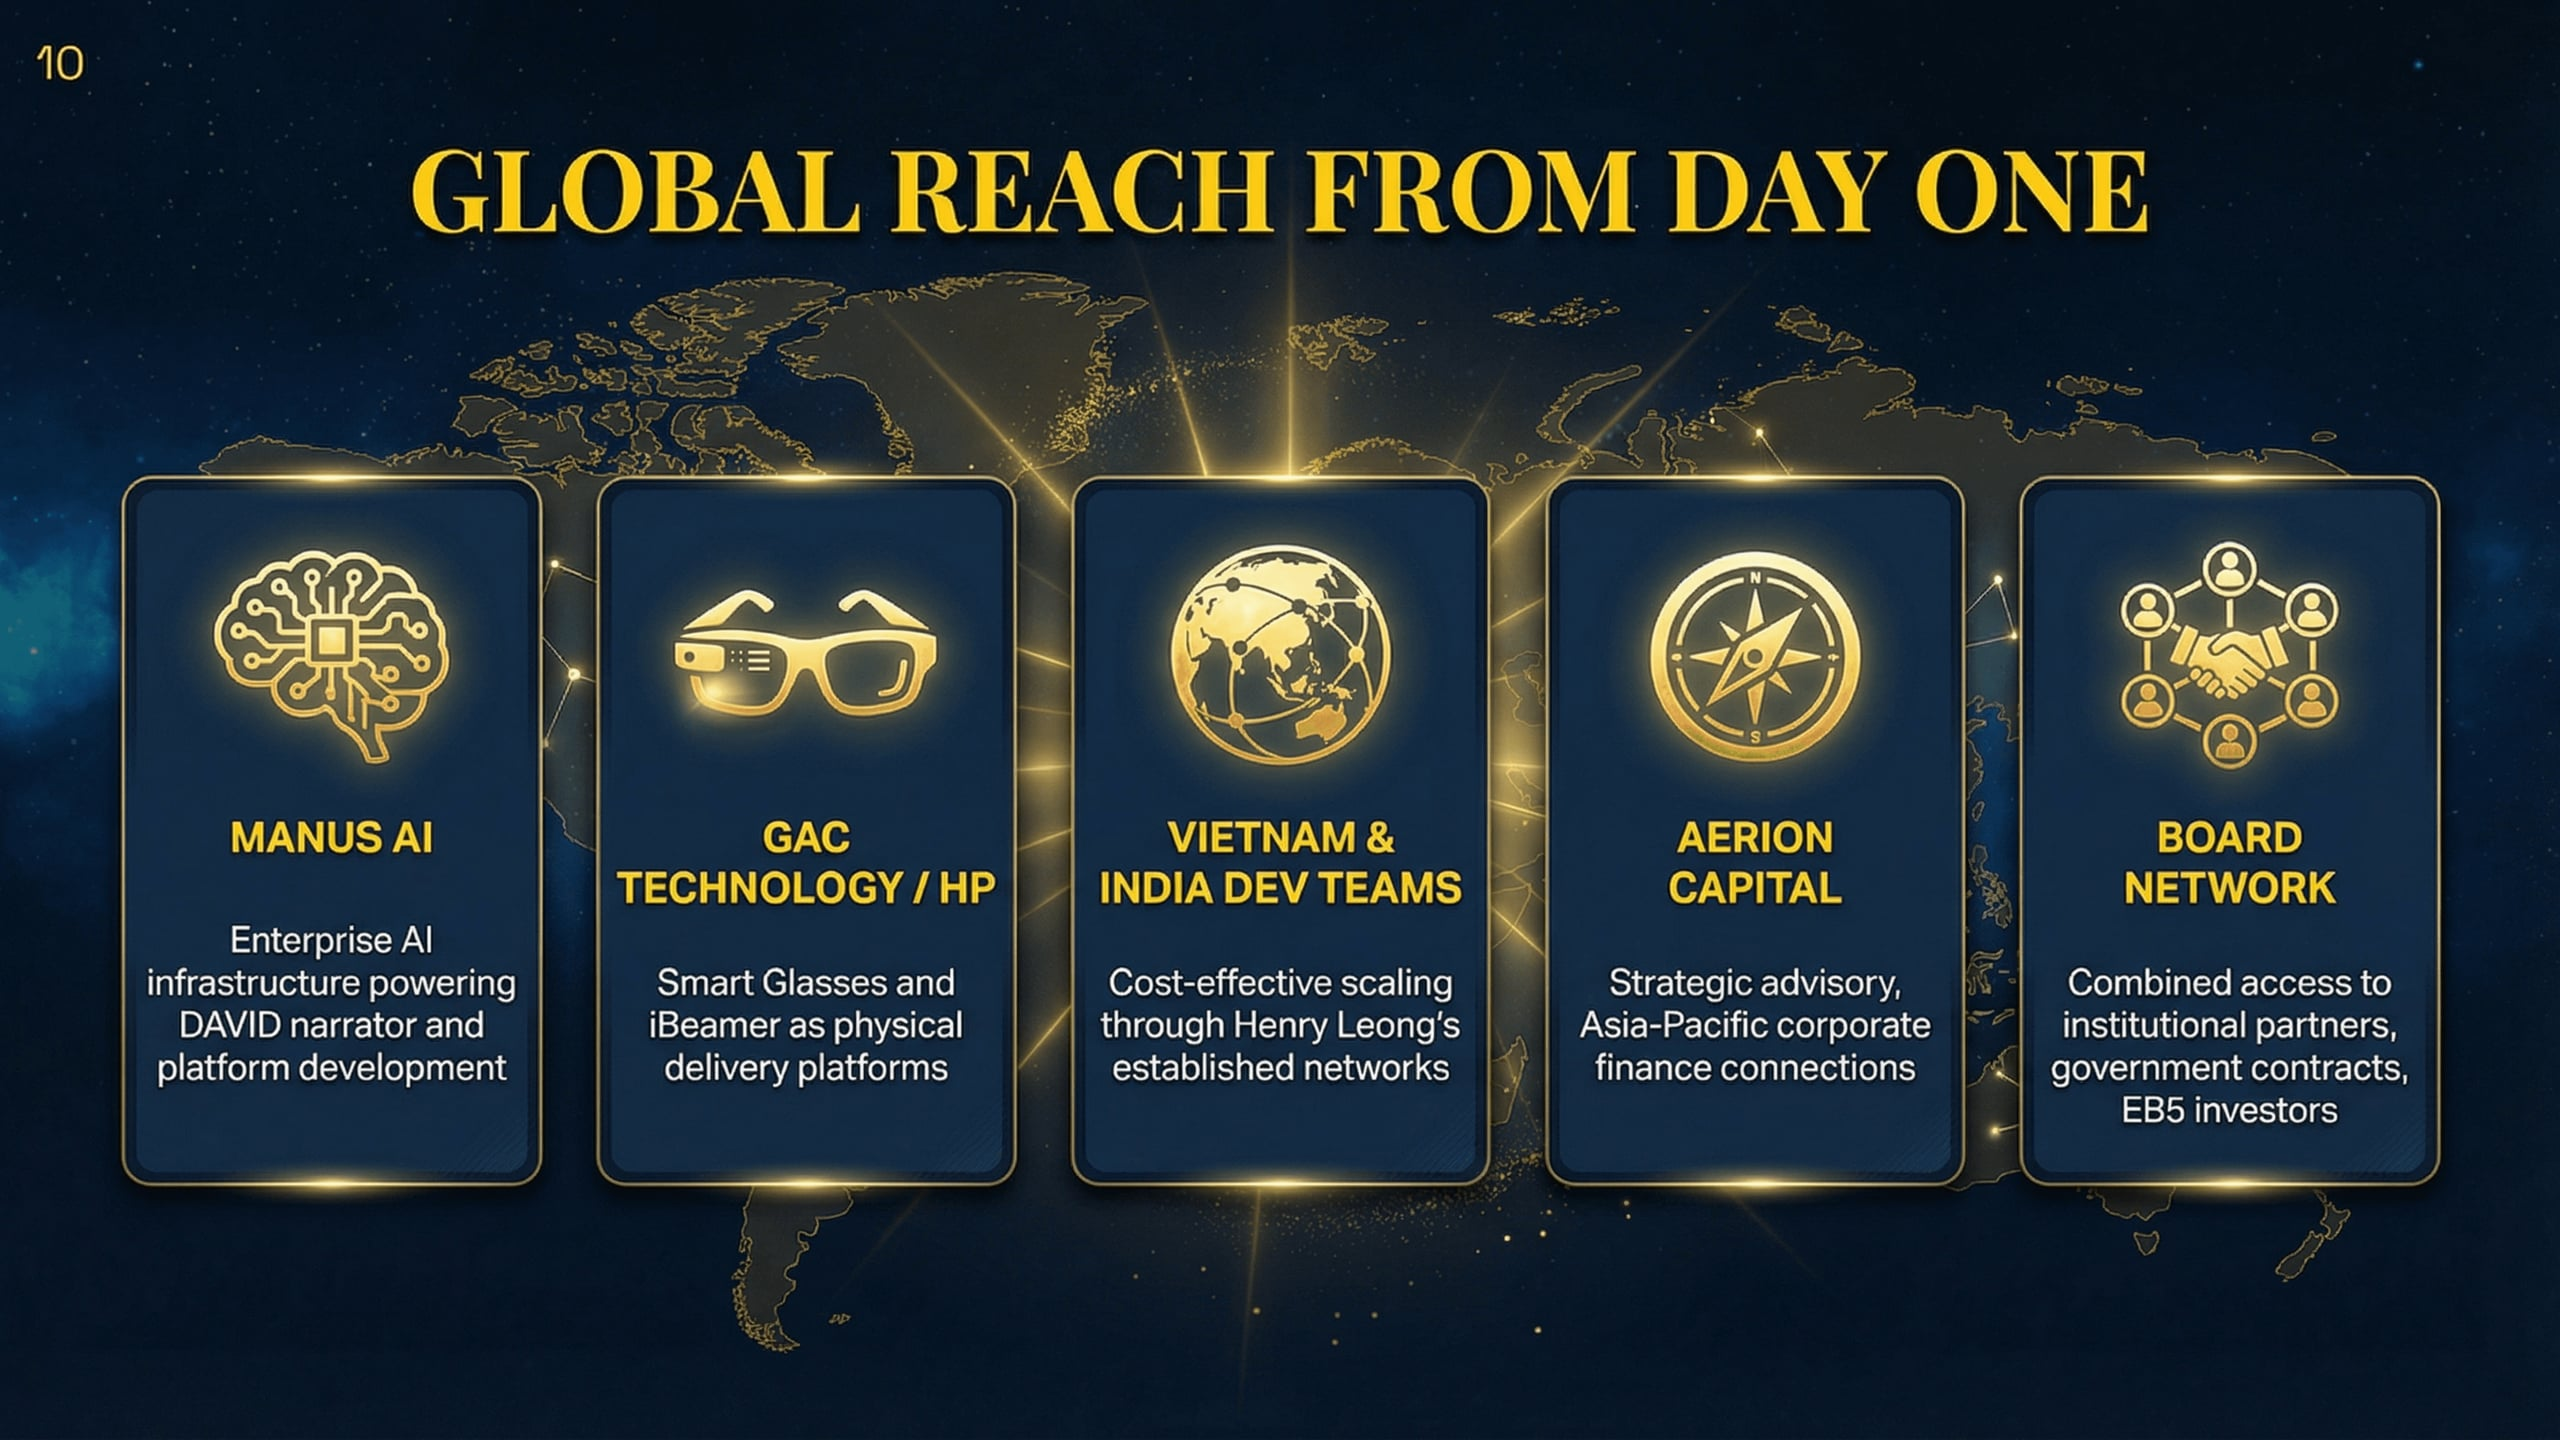 10
GLOBAL REACH FROM DAY ONE
MANUS AI
Enterprise AI
infrastructure powering
DAVID narrator and
platform development
GAC
TECHNOLOGY / HP
Smart Glasses and
iBeamer as physical
delivery platforms
VIETNAM &
INDIA DEV TEAMS
Cost-effective scaling
through Henry Leong's
established networks
N
S
AERION
CAPITAL
Strategic advisory,
Asia-Pacific corporate
finance connections
BOARD
NETWORK
Combined access to
institutional partners,
government contracts,
EB5 investors